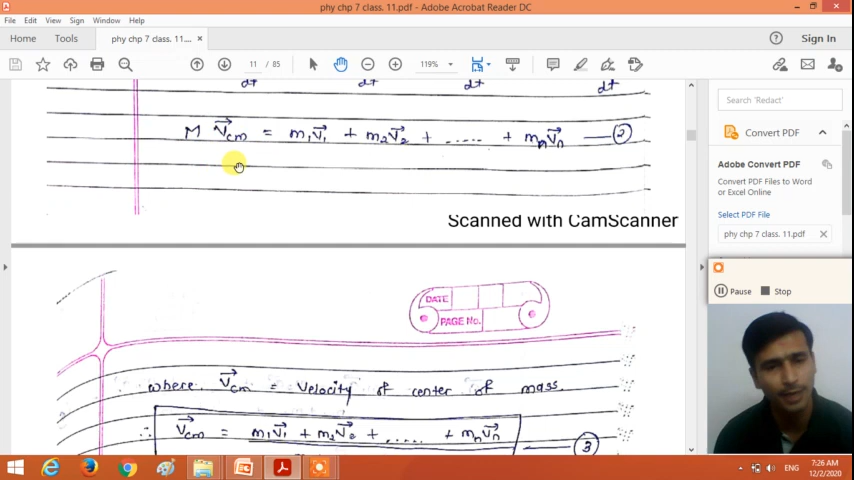 phy chp 7 class. 11.pdf - Adobe Acrobat Reader DC
File Edit View Sign Window Help
Home Tools phy chp 7 class. 11.... × Sign In
11 / 85 119%
dt dt dt dt
M V⃗cm = m₁v⃗₁ + m₂v⃗₂ + ..... + mₙv⃗ₙ —②
Scanned with CamScanner
DATE
PAGE No.
where V⃗cm = velocity of center of mass.
∴ V⃗cm = m₁v⃗₁ + m₂v⃗₂ + ..... + mₙv⃗ₙ —③
Search 'Redact'
Convert PDF
Adobe Convert PDF
Convert PDF Files to Word
or Excel Online
Select PDF File
phy chp 7 class. 11.pdf ×
Pause Stop
ENG 7:26 AM
12/2/2020